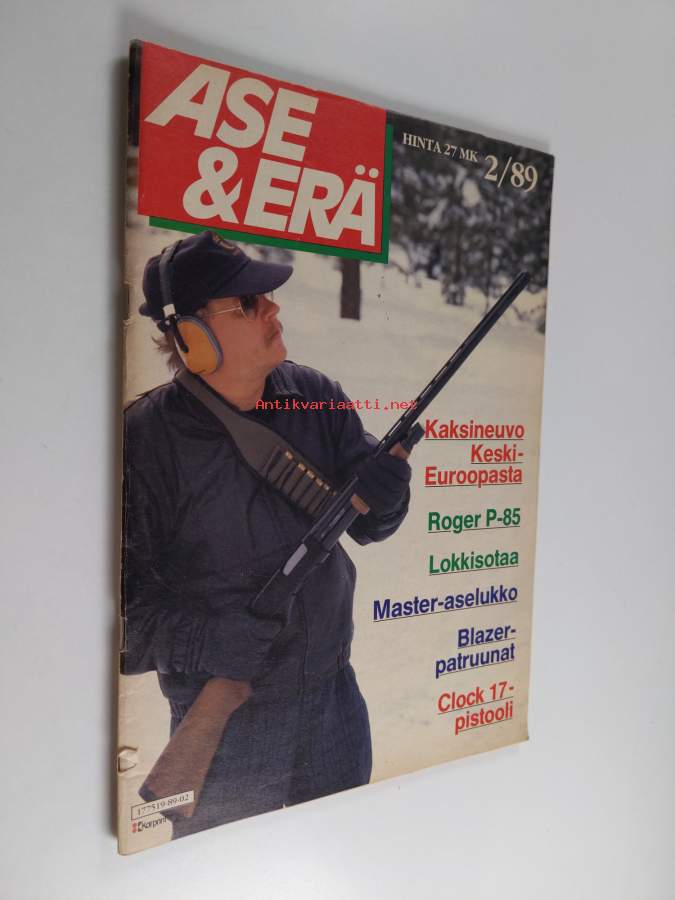 ASE
& ERÄ
HINTA 27 MK 2/89
Antikvariaatti.net
Kaksineuvo
Keski-
Euroopasta
Roger P-85
Lokkisotaa
Master-aselukko
Blazer-
patruunat
Clock 17-
pistooli
177519-89-02
Karprint